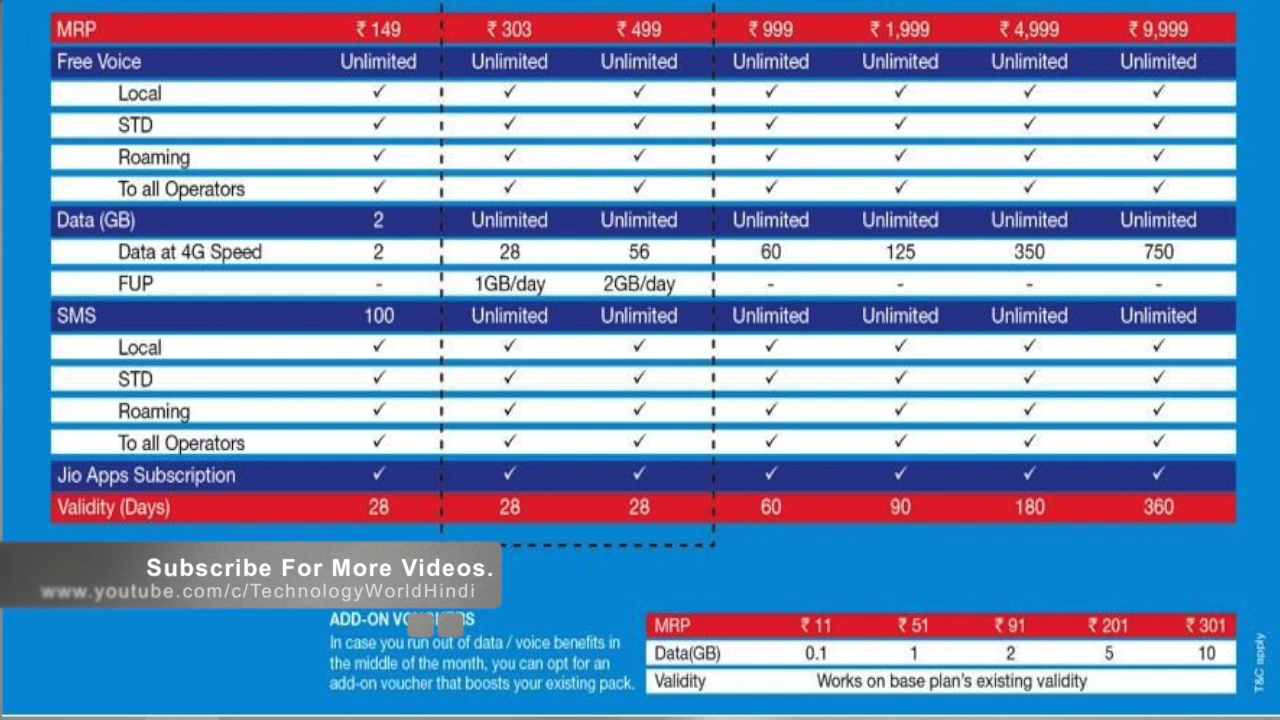 MRP ₹ 149 ₹ 303 ₹ 499 ₹ 999 ₹ 1,999 ₹ 4,999 ₹ 9,999
Free Voice Unlimited Unlimited Unlimited Unlimited Unlimited Unlimited Unlimited
Local ✓ ✓ ✓ ✓ ✓ ✓ ✓
STD ✓ ✓ ✓ ✓ ✓ ✓ ✓
Roaming ✓ ✓ ✓ ✓ ✓ ✓ ✓
To all Operators ✓ ✓ ✓ ✓ ✓ ✓ ✓
Data (GB) 2 Unlimited Unlimited Unlimited Unlimited Unlimited Unlimited
Data at 4G Speed 2 28 56 60 125 350 750
FUP - 1GB/day 2GB/day - - - -
SMS 100 Unlimited Unlimited Unlimited Unlimited Unlimited Unlimited
Local ✓ ✓ ✓ ✓ ✓ ✓ ✓
STD ✓ ✓ ✓ ✓ ✓ ✓ ✓
Roaming ✓ ✓ ✓ ✓ ✓ ✓ ✓
To all Operators ✓ ✓ ✓ ✓ ✓ ✓ ✓
Jio Apps Subscription ✓ ✓ ✓ ✓ ✓ ✓ ✓
Validity (Days) 28 28 28 60 90 180 360
Subscribe For More Videos.
www.youtube.com/c/TechnologyWorldHindi
ADD-ON
In case you run out of data / voice benefits in
the middle of the month, you can opt for an
add-on voucher that boosts your existing pack.
MRP ₹ 11 ₹ 51 ₹ 91 ₹ 201 ₹ 301
Data(GB) 0.1 1 2 5 10
Validity Works on base plan's existing validity
T&C apply